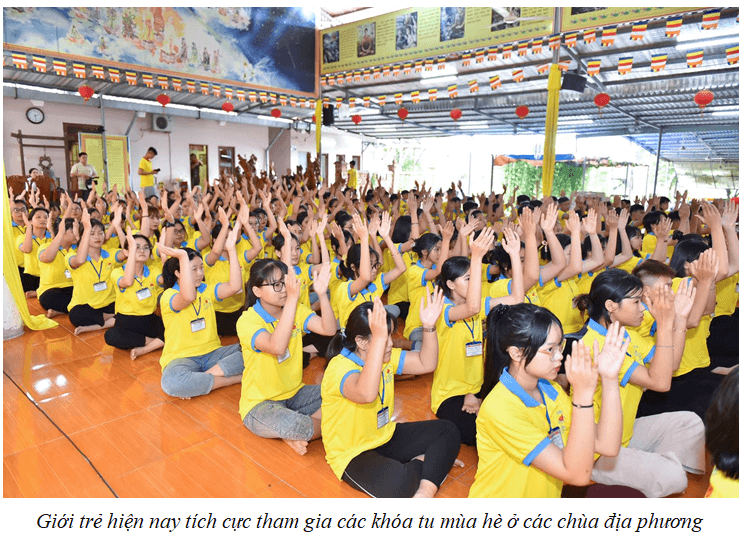 Giới trẻ hiện nay tích cực tham gia các khóa tu mùa hè ở các chùa địa phương